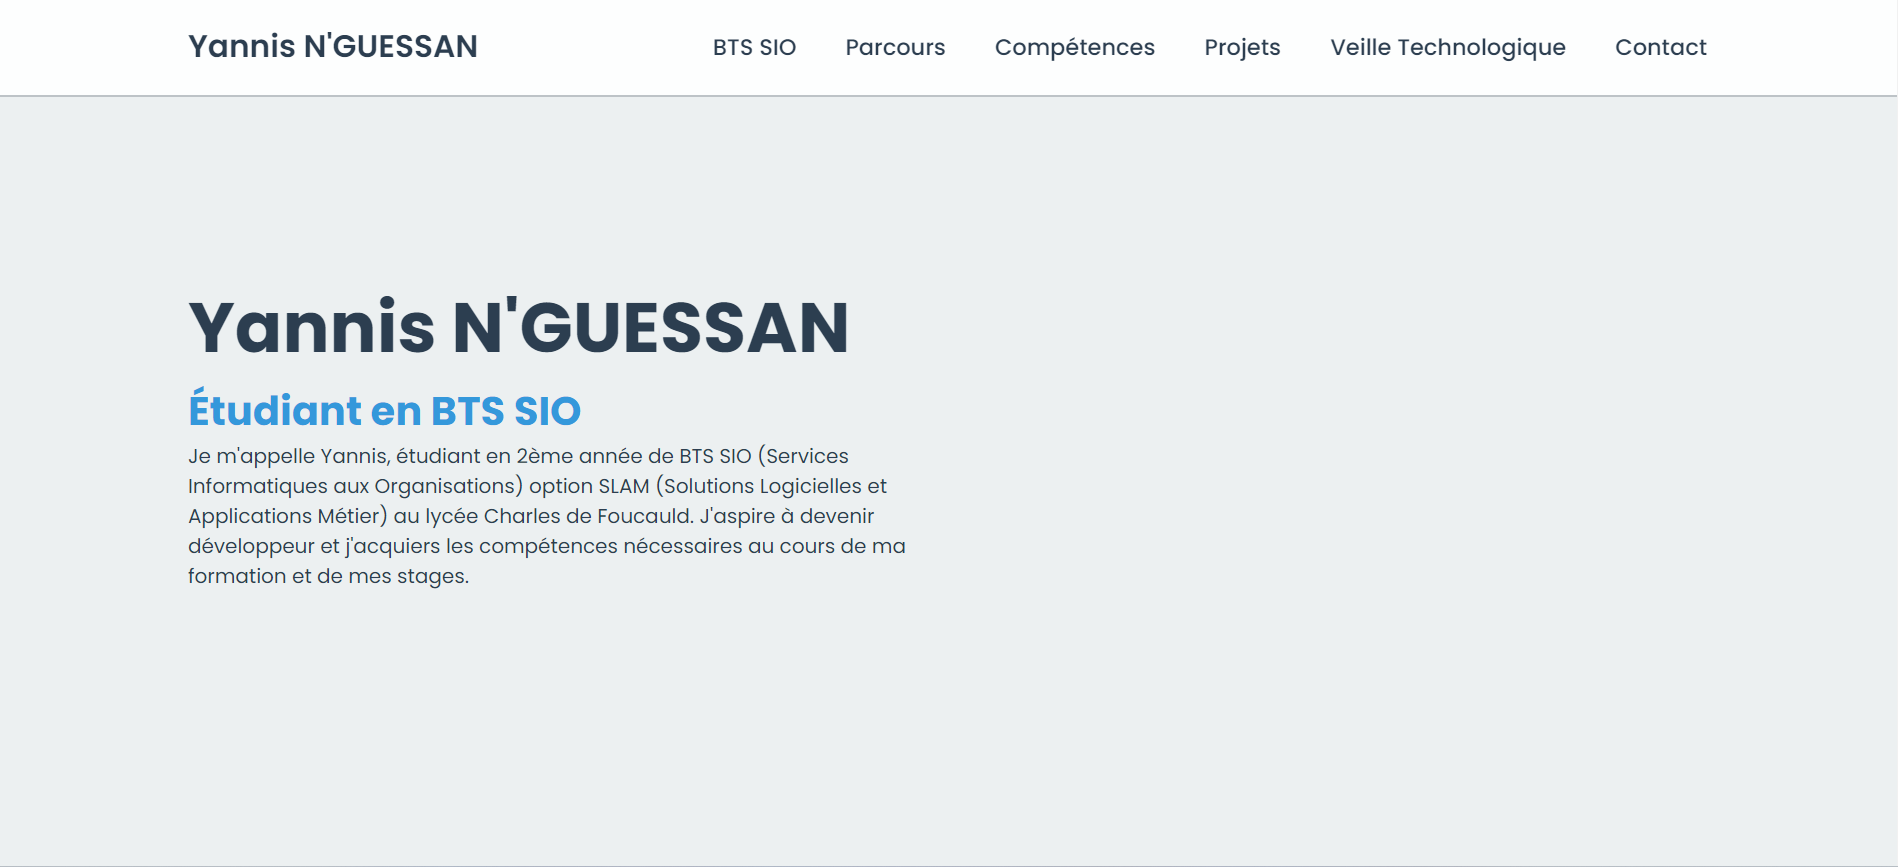 Yannis N'GUESSAN
BTS SIO
Parcours
Compétences
Projets
Veille Technologique
Contact
Yannis N'GUESSAN
Étudiant en BTS SIO
Je m'appelle Yannis, étudiant en 2ème année de BTS SIO (Services
Informatiques aux Organisations) option SLAM (Solutions Logicielles et
Applications Métier) au lycée Charles de Foucauld. J'aspire à devenir
développeur et j'acquiers les compétences nécessaires au cours de ma
formation et de mes stages.